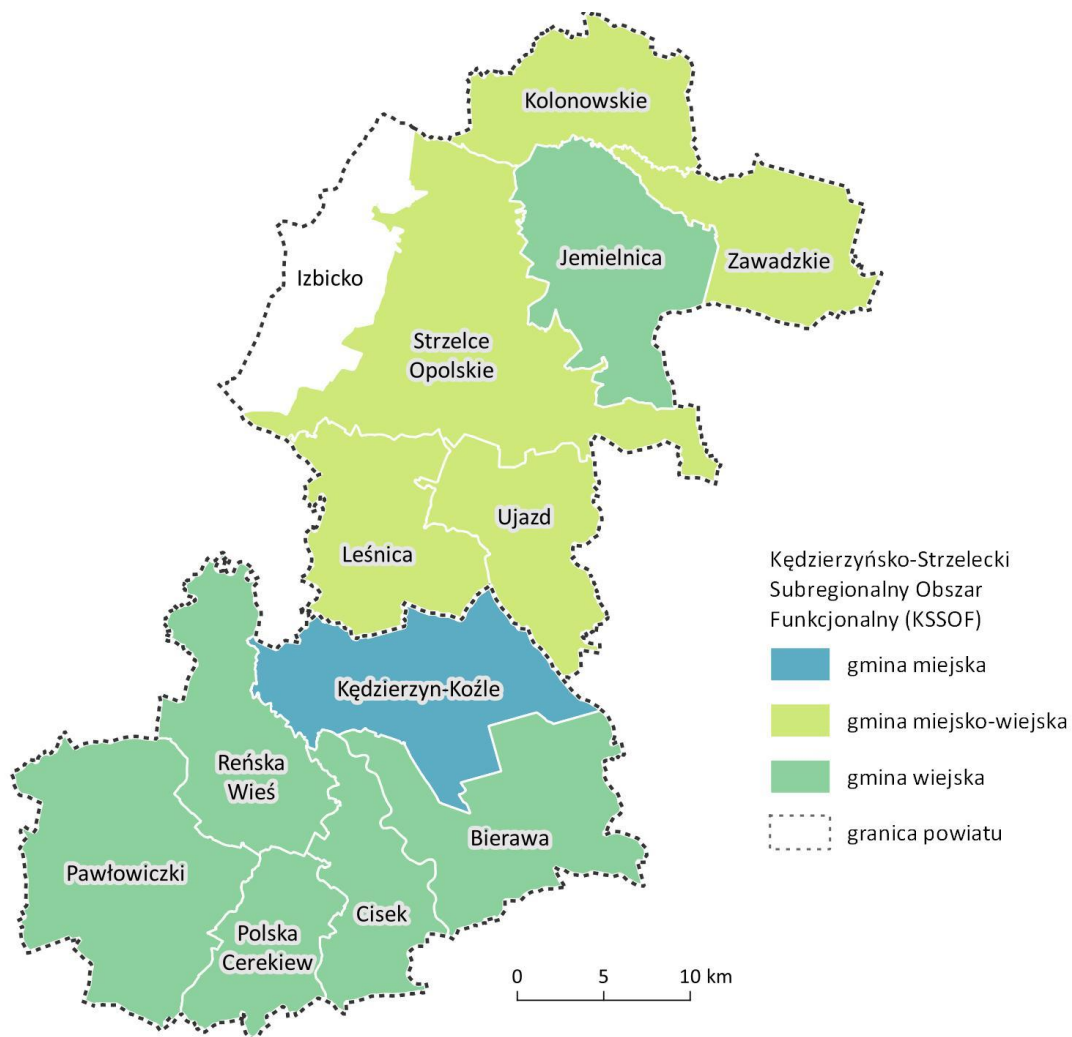 Kolonowskie
Jemielnica
Zawadzkie
Izbicko
Strzelce
Opolskie
Ujazd
Leśnica
Kędzierzyn-Koźle
Reńska
Wieś
Bierawa
Pawłowiczki
Cisek
Polska
Cerekiew
Kędzierzyńsko-Strzelecki
Subregionalny Obszar
Funkcjonalny (KSSOF)
gmina miejska
gmina miejsko-wiejska
gmina wiejska
granica powiatu
0 5 10 km